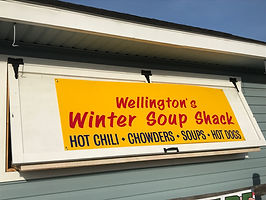 Wellington's
Winter Soup Shack
HOT CHILI • CHOWDERS • SOUPS • HOT DOGS